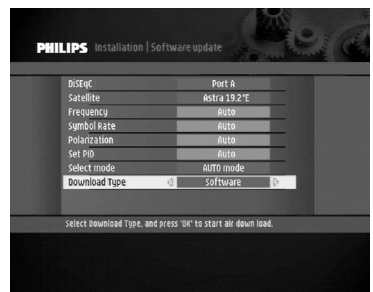 PHILIPS Installation | Software update
DiSEqC Port A
Satellite Astra 19.2°E
Frequency Auto
Symbol Rate Auto
Polarization Auto
Set PID Auto
Select mode AUTO mode
Download Type Software
Select Download Type, and press 'OK' to start air down load.